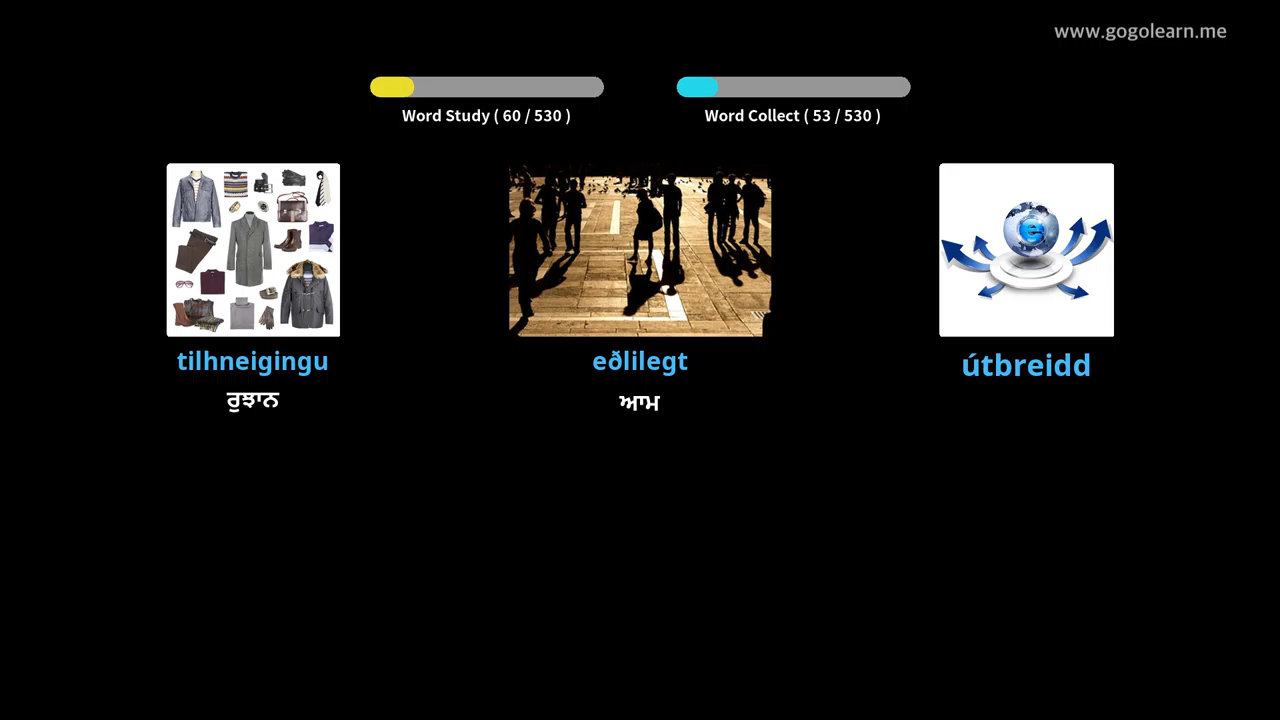 www.gogolearn.me
Word Study ( 60 / 530 )
Word Collect ( 53 / 530 )
tilhneigingu
eðlilegt
útbreidd
ਰੁਝਾਨ
ਆਮ
e